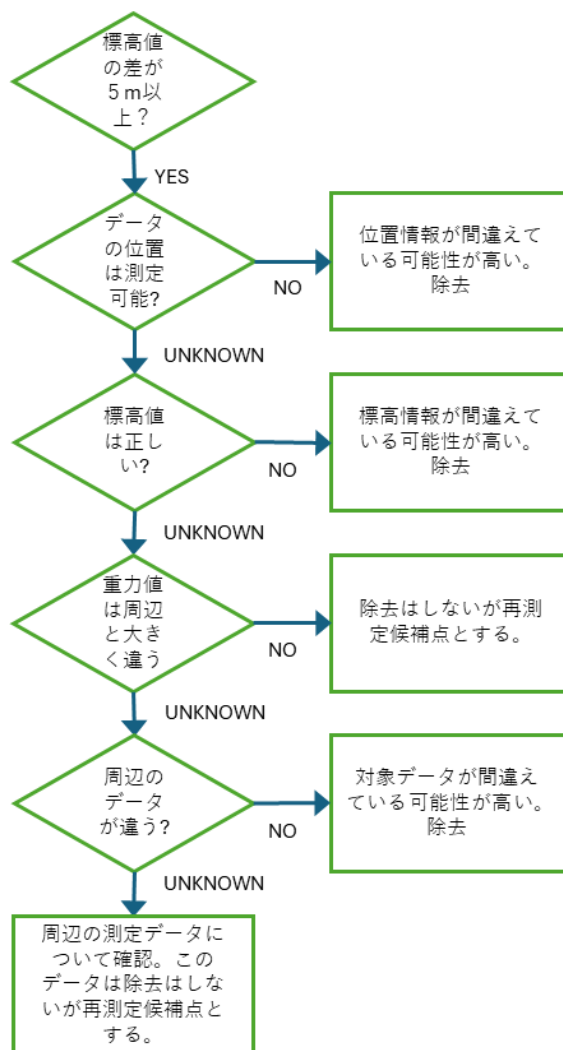 標高値
の差が
５ｍ以
上？
YES
データ
の位置
は測定
可能?
NO
位置情報が間違えて
いる可能性が高い。
除去
UNKNOWN
標高値
は正し
い?
NO
標高情報が間違えて
いる可能性が高い。
除去
UNKNOWN
重力値
は周辺
と大き
く違う
NO
除去はしないが再測
定候補点とする。
UNKNOWN
周辺の
データ
が違う?
NO
対象データが間違え
ている可能性が高い。
除去
UNKNOWN
周辺の測定データに
ついて確認。この
データは除去はしな
いが再測定候補点と
する。